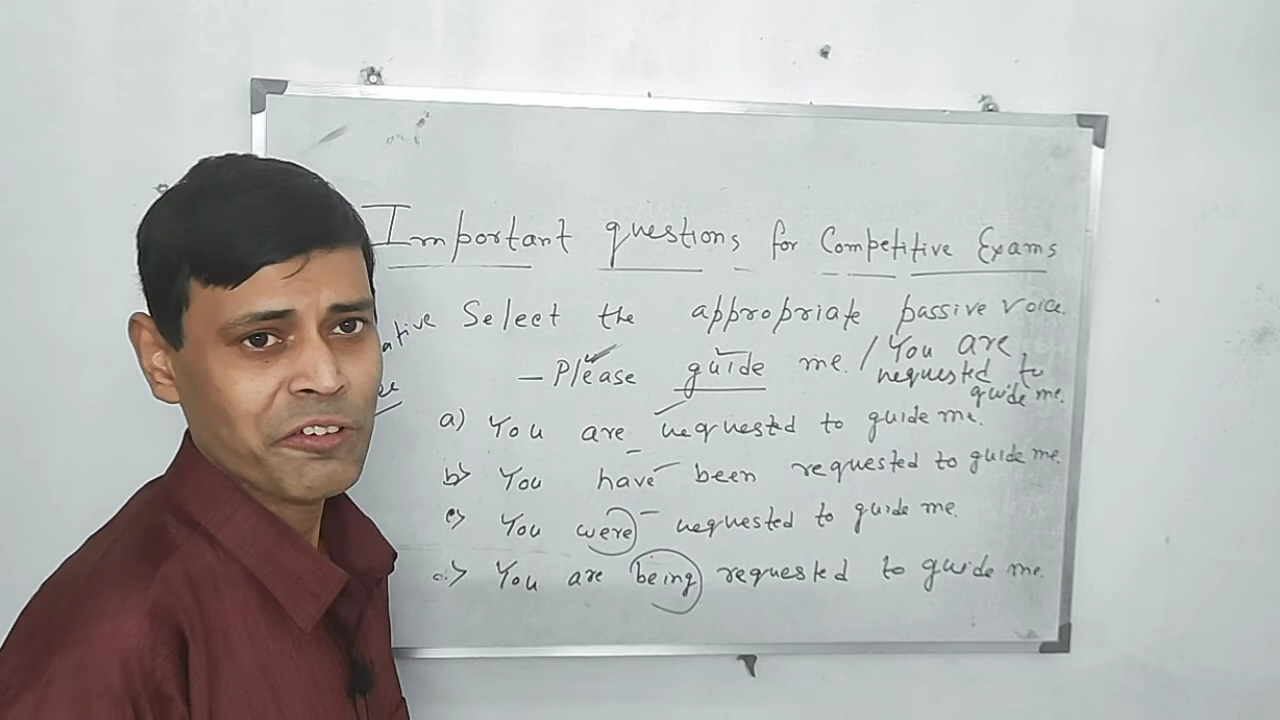 Important questions for Competitive Exams
ative Select the appropriate passive voice.
– Please guide me. / You are
requested to
guide me.
a) You are requested to guide me.
b) You have been requested to guide me.
c) You were requested to guide me.
d) You are being requested to guide me.